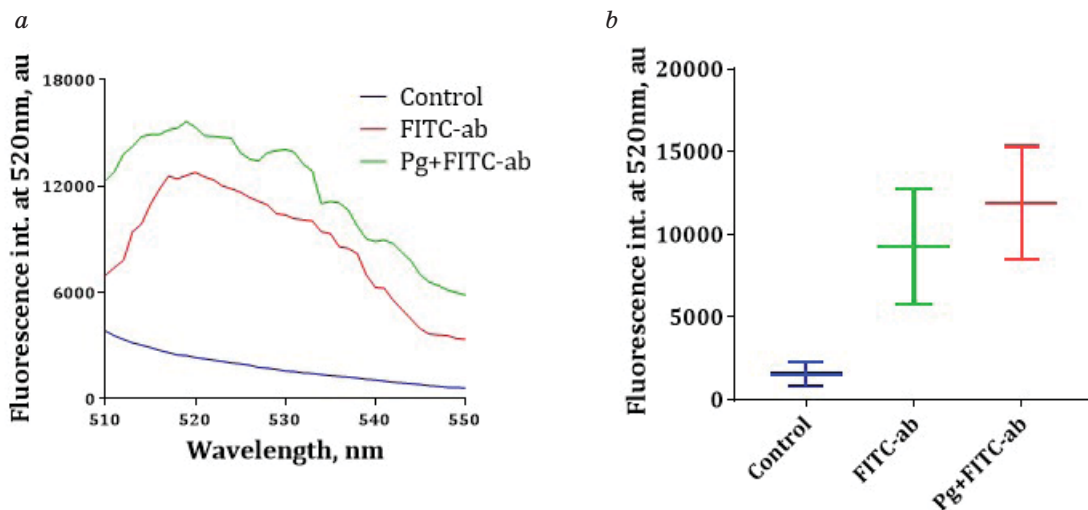 a
Fluorescence int. at 520nm, au
18000
12000
6000
0
510
520
530
540
550
Wavelength, nm
Control
FITC-ab
Pg+FITC-ab
b
Fluorescence int. at 520nm, au
20000
15000
10000
5000
0
Control
FITC-ab
Pg+FITC-ab